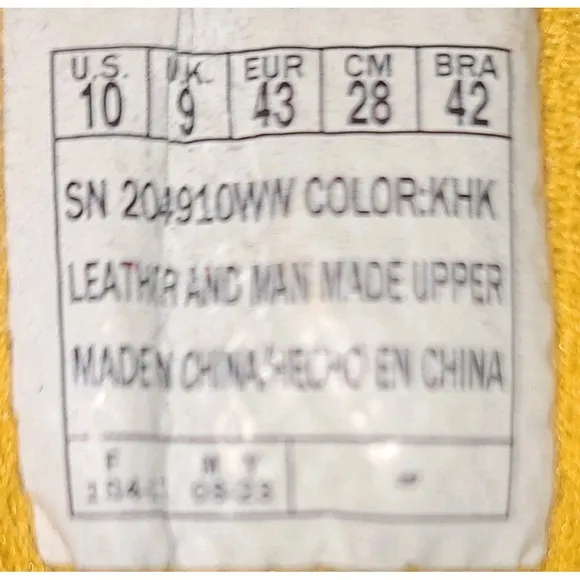 U.S. U.K. EUR CM BRA
10 9 43 28 42
SN 204910WW COLOR:KHK
LEATHER AND MAN MADE UPPER
MADE IN CHINA/HECHO EN CHINA
F M Y